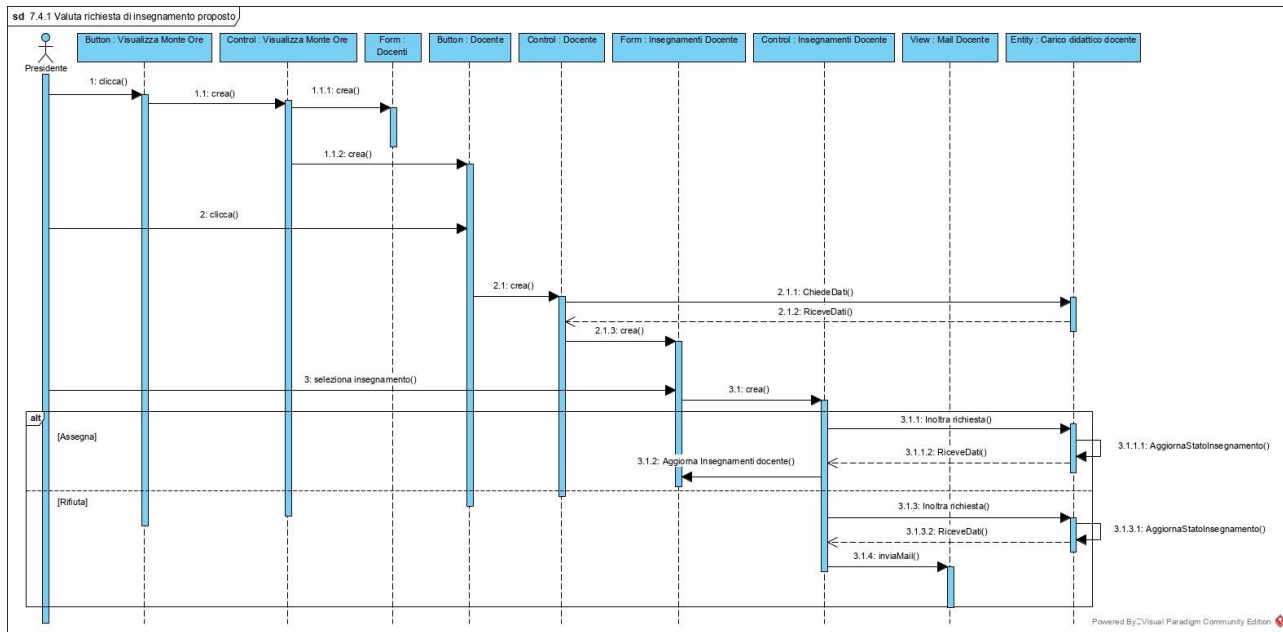 sd 7.4.1 Valuta richiesta di insegnamento proposto
Presidente
Button : Visualizza Monte Ore
Control : Visualizza Monte Ore
Form :
Docenti
Button : Docente
Control : Docente
Form : Insegnamenti Docente
Control : Insegnamenti Docente
View : Mail Docente
Entity : Carico didattico docente
1: clicca()
1.1: crea()
1.1.1: crea()
1.1.2: crea()
2: clicca()
2.1: crea()
2.1.1: ChiedeDati()
2.1.2: RiceveDati()
2.1.3: crea()
3: seleziona insegnamento()
3.1: crea()
alt
[Assegna]
3.1.1: Inoltra richiesta()
3.1.1.1: AggiornaStatoInsegnamento()
3.1.1.2: RiceveDati()
3.1.2: Aggiorna Insegnamenti docente()
[Rifiuta]
3.1.3: Inoltra richiesta()
3.1.3.1: AggiornaStatoInsegnamento()
3.1.3.2: RiceveDati()
3.1.4: inviaMail()
Powered By Visual Paradigm Community Edition